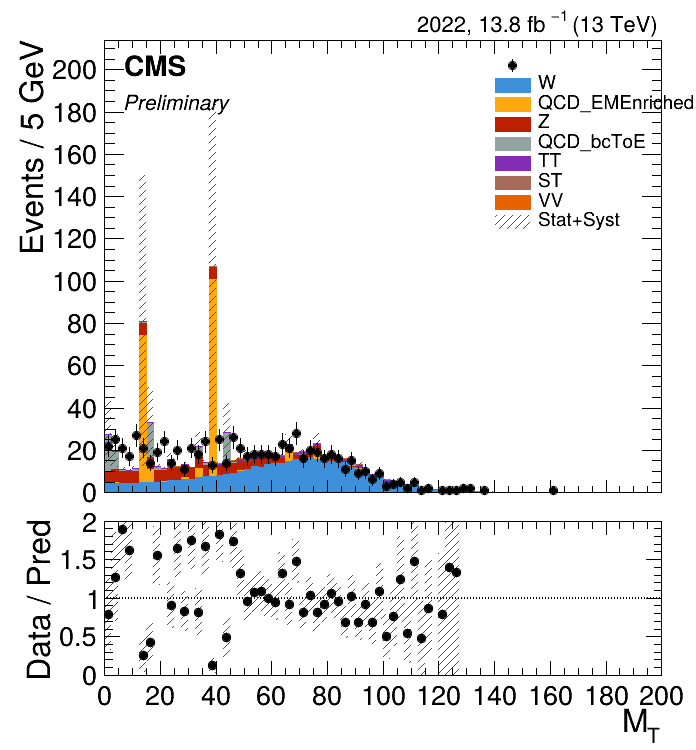 2022, 13.8 fb⁻¹ (13 TeV)
CMS
Preliminary
Events / 5 GeV
200
180
160
140
120
100
80
60
40
20
0
W
QCD_EMEnriched
Z
QCD_bcToE
TT
ST
VV
Stat+Syst
Data / Pred
2
1.5
1
0.5
0
0 20 40 60 80 100 120 140 160 180 200
M_T